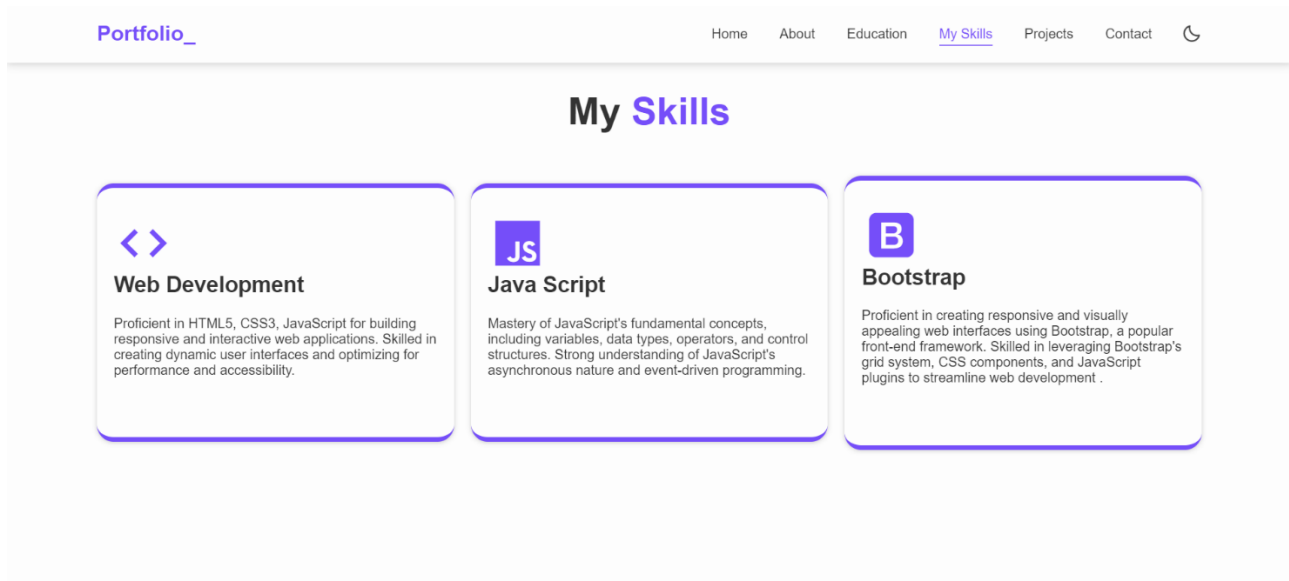 Portfolio_
Home About Education My Skills Projects Contact
My Skills
JS
Web Development
Proficient in HTML5, CSS3, JavaScript for building
responsive and interactive web applications. Skilled in
creating dynamic user interfaces and optimizing for
performance and accessibility.
Java Script
Mastery of JavaScript's fundamental concepts,
including variables, data types, operators, and control
structures. Strong understanding of JavaScript's
asynchronous nature and event-driven programming.
B
Bootstrap
Proficient in creating responsive and visually
appealing web interfaces using Bootstrap, a popular
front-end framework. Skilled in leveraging Bootstrap's
grid system, CSS components, and JavaScript
plugins to streamline web development .